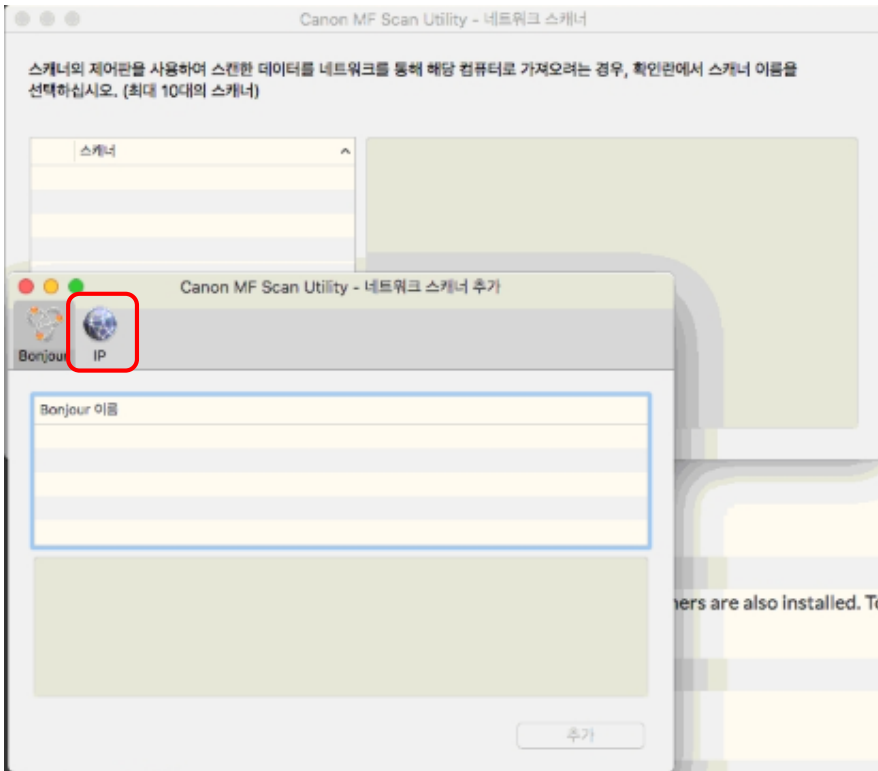 Canon MF Scan Utility - 네트워크 스캐너
스캐너의 제어판을 사용하여 스캔한 데이터를 네트워크를 통해 해당 컴퓨터로 가져오려는 경우, 확인란에서 스캐너 이름을
선택하십시오. (최대 10대의 스캐너)
스캐너
Canon MF Scan Utility - 네트워크 스캐너 추가
Bonjour
IP
Bonjour 이름
ners are also installed. To
추가